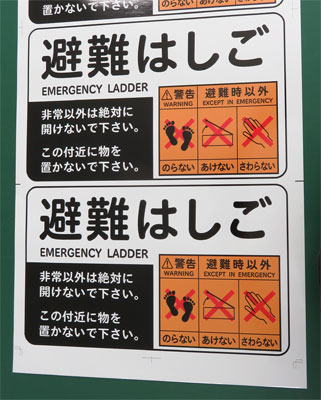 置かないで下さい。
のらない あけない さわらない
避難はしご
EMERGENCY LADDER
非常以外は絶対に
開けないで下さい。
この付近に物を
置かないで下さい。
警告
WARNING
避難時以外
EXCEPT IN EMERGENCY
のらない あけない さわらない
避難はしご
EMERGENCY LADDER
非常以外は絶対に
開けないで下さい。
この付近に物を
置かないで下さい。
警告
WARNING
避難時以外
EXCEPT IN EMERGENCY
のらない あけない さわらない